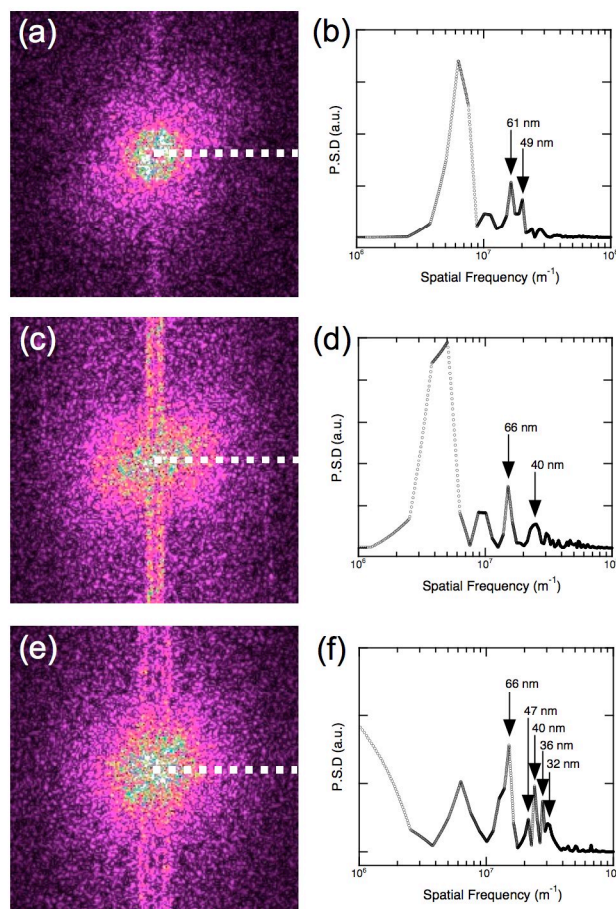 (a)
(b)
P.S.D (a.u.)
61 nm
49 nm
10⁶
10⁷
10⁸
Spatial Frequency (m⁻¹)
(c)
(d)
P.S.D (a.u.)
66 nm
40 nm
10⁶
10⁷
Spatial Frequency (m⁻¹)
(e)
(f)
P.S.D (a.u.)
66 nm
47 nm
40 nm
36 nm
32 nm
10⁶
10⁷
Spatial Frequency (m⁻¹)